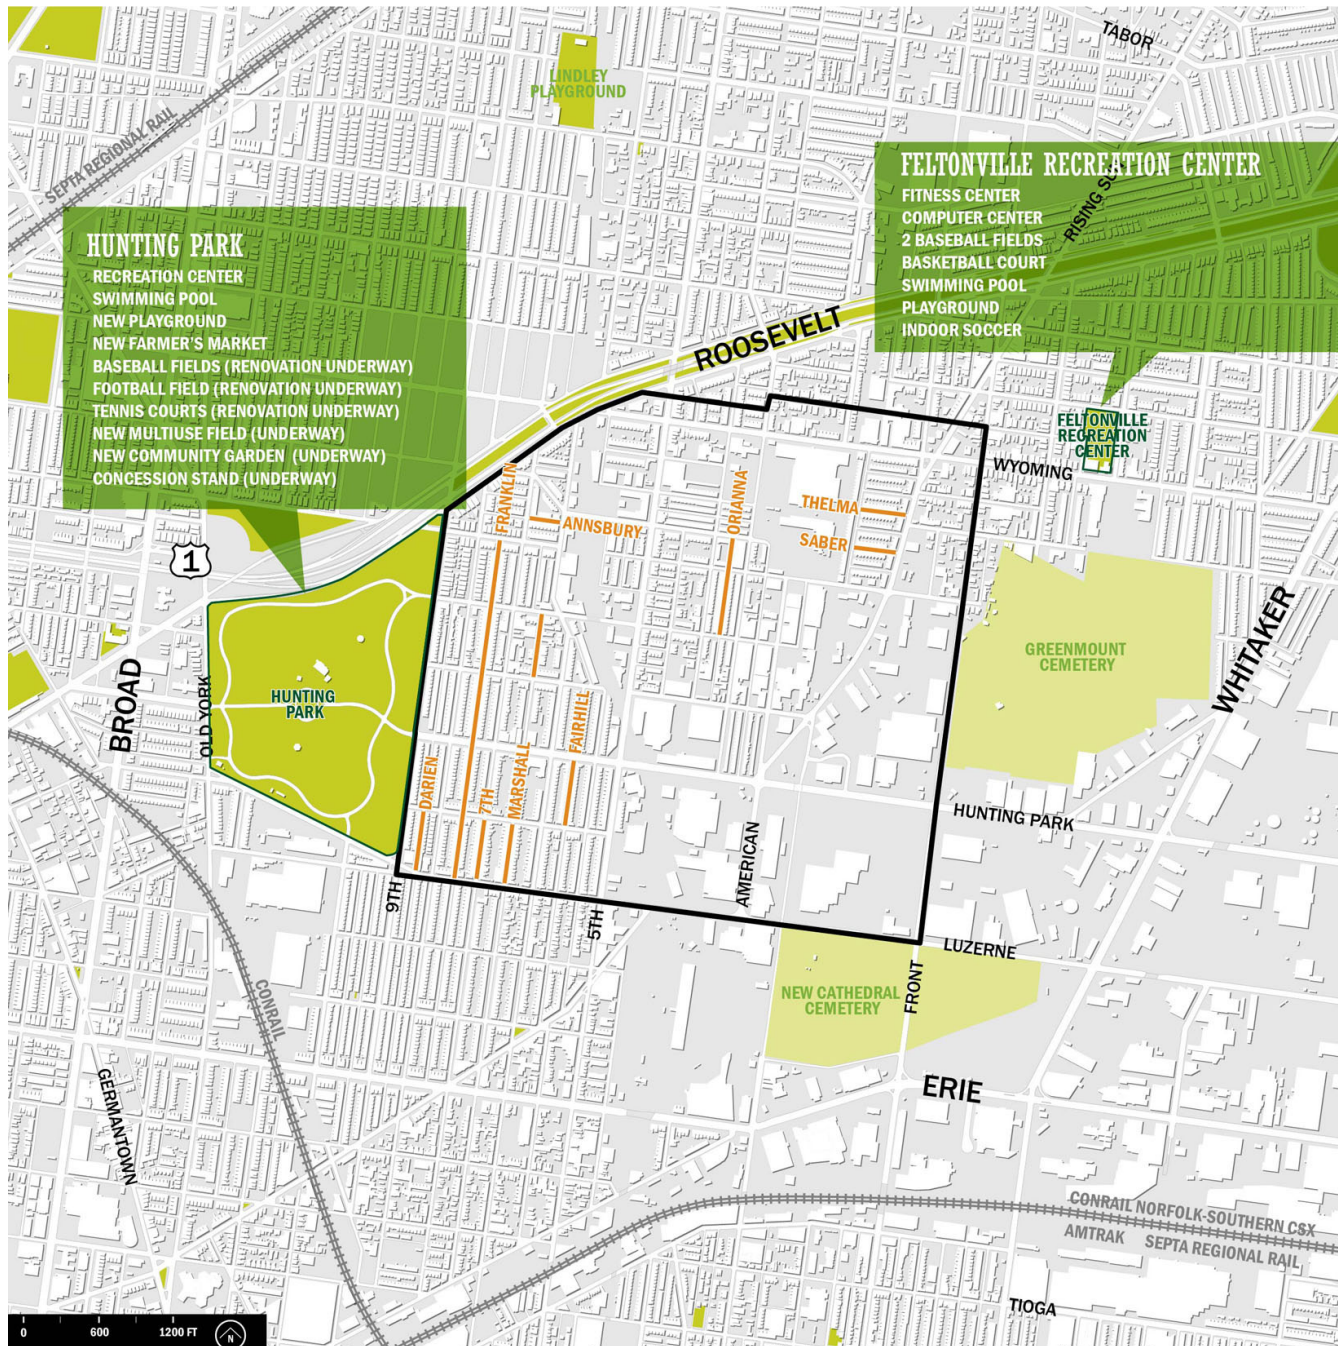 TABOR
LINDLEY
PLAYGROUND
SEPTA REGIONAL RAIL
FELTONVILLE RECREATION CENTER
FITNESS CENTER
COMPUTER CENTER
2 BASEBALL FIELDS
BASKETBALL COURT
SWIMMING POOL
PLAYGROUND
INDOOR SOCCER
RISING SUN
HUNTING PARK
RECREATION CENTER
SWIMMING POOL
NEW PLAYGROUND
NEW FARMER'S MARKET
BASEBALL FIELDS (RENOVATION UNDERWAY)
FOOTBALL FIELD (RENOVATION UNDERWAY)
TENNIS COURTS (RENOVATION UNDERWAY)
NEW MULTIUSE FIELD (UNDERWAY)
NEW COMMUNITY GARDEN (UNDERWAY)
CONCESSION STAND (UNDERWAY)
ROOSEVELT
FELTONVILLE
RECREATION
CENTER
WYOMING
FRANKLIN
ANNSBURY
ORIANNA
THELMA
SABER
1
BROAD
OLD YORK
HUNTING
PARK
GREENMOUNT
CEMETERY
WHITAKER
DARIEN
7TH
MARSHALL
FAIRHILL
HUNTING PARK
AMERICAN
9TH
5TH
LUZERNE
FRONT
NEW CATHEDRAL
CEMETERY
CONRAIL
ERIE
GERMANTOWN
CONRAIL NORFOLK-SOUTHERN CSX
AMTRAK SEPTA REGIONAL RAIL
TIOGA
0 600 1200 FT
N